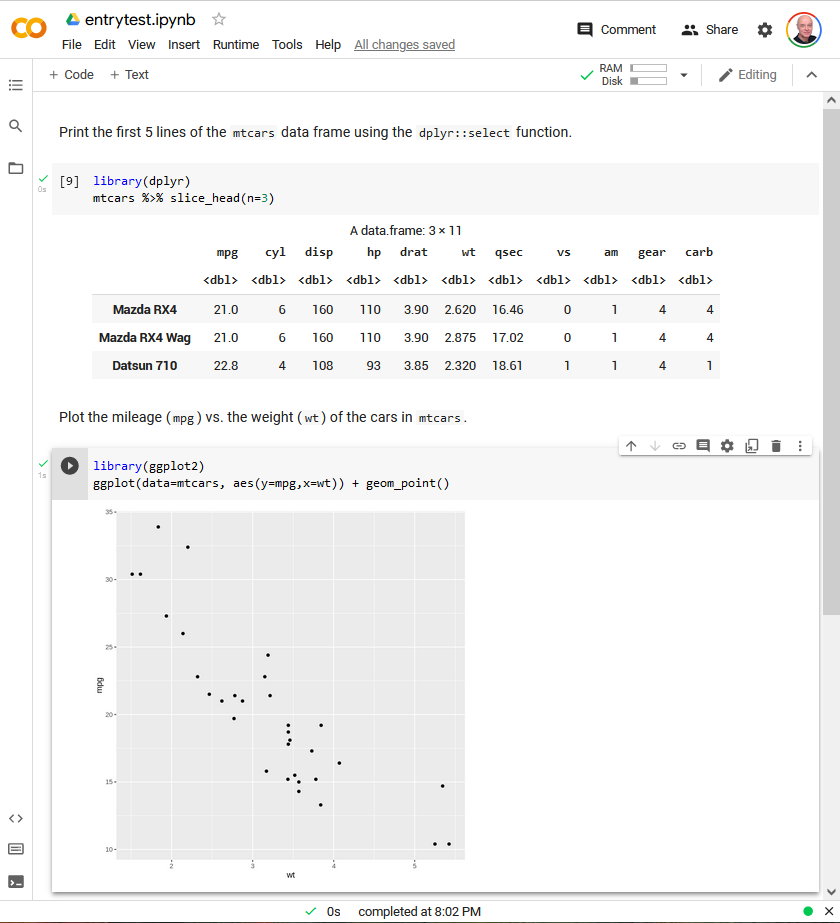 entrytest.ipynb
Comment
Share
File Edit View Insert Runtime Tools Help All changes saved
+ Code + Text
RAM
Disk
Editing
Print the first 5 lines of the mtcars data frame using the dplyr::select function.
[9] library(dplyr)
0s
mtcars %>% slice_head(n=3)
A data.frame: 3 × 11
mpg cyl disp hp drat wt qsec vs am gear carb
<dbl> <dbl> <dbl> <dbl> <dbl> <dbl> <dbl> <dbl> <dbl> <dbl> <dbl>
Mazda RX4 21.0 6 160 110 3.90 2.620 16.46 0 1 4 4
Mazda RX4 Wag 21.0 6 160 110 3.90 2.875 17.02 0 1 4 4
Datsun 710 22.8 4 108 93 3.85 2.320 18.61 1 1 4 1
Plot the mileage (mpg) vs. the weight (wt) of the cars in mtcars.
library(ggplot2)
1s
ggplot(data=mtcars, aes(y=mpg,x=wt)) + geom_point()
35
30
25
mpg
20
15
10
2 3 4 5
wt
0s completed at 8:02 PM